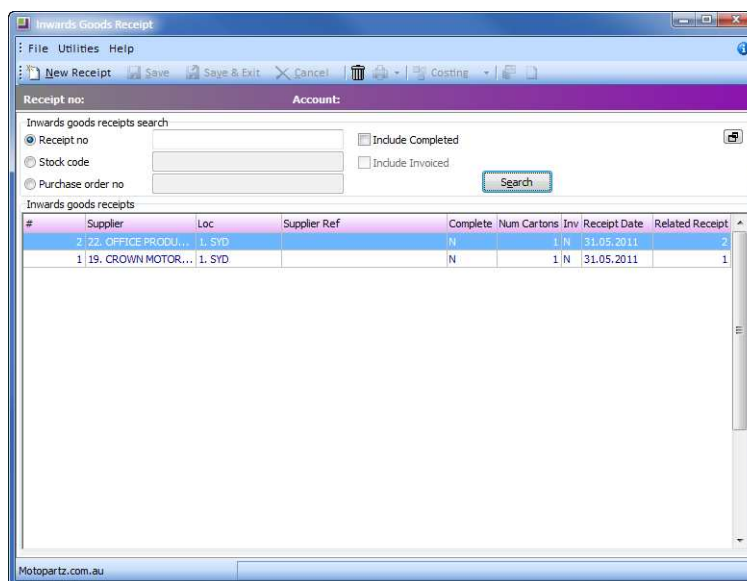 Inwards Goods Receipt
File Utilities Help
New Receipt Save Save & Exit Cancel Costing
Receipt no: Account:
Inwards goods receipts search
Receipt no Include Completed
Stock code Include Invoiced
Purchase order no Search
Inwards goods receipts
# Supplier Loc Supplier Ref Complete Num Cartons Inv Receipt Date Related Receipt
2 22. OFFICE PRODU... 1. SYD N 1 N 31.05.2011 2
1 19. CROWN MOTOR... 1. SYD N 1 N 31.05.2011 1
Motopartz.com.au